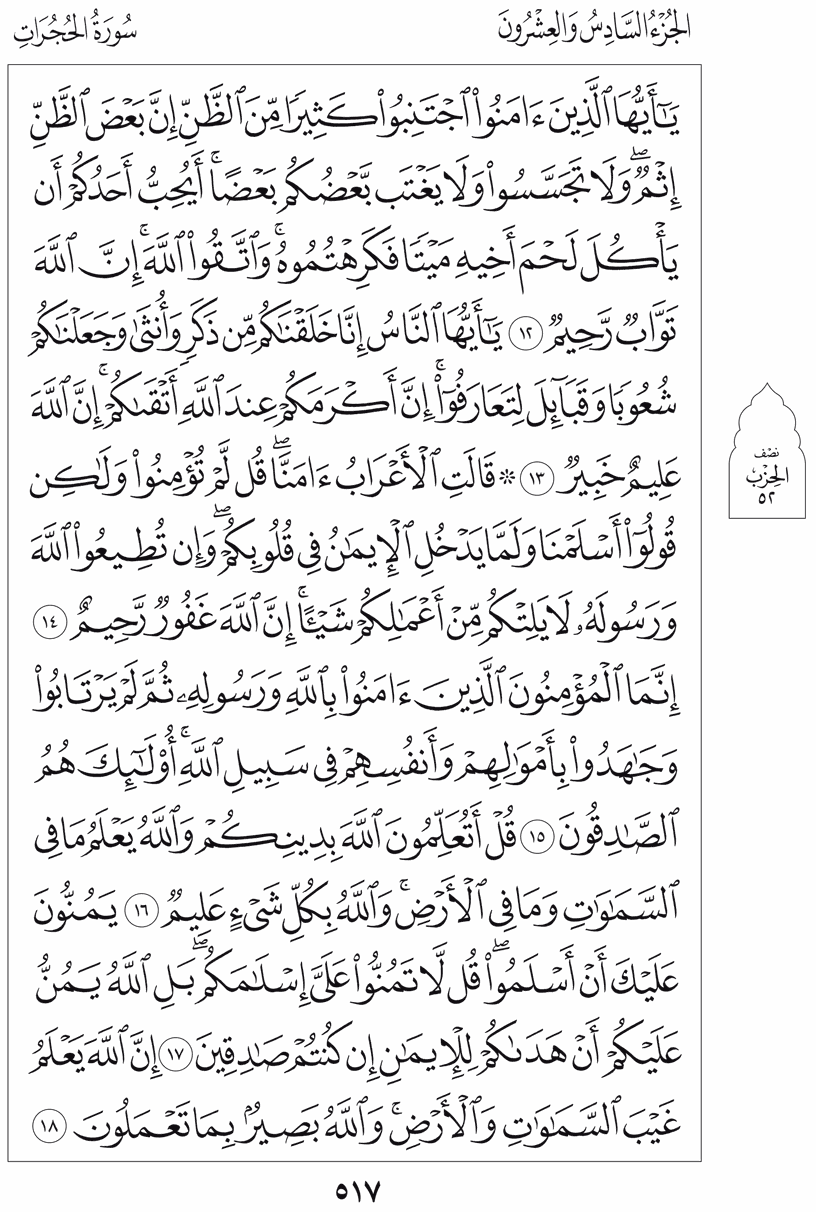 الجُزْءُ السَّادِسُ وَالعِشْرُونَ
سُورَةُ الحُجُرَاتِ
يَٰٓأَيُّهَا ٱلَّذِينَ ءَامَنُوا۟ ٱجْتَنِبُوا۟ كَثِيرًا مِّنَ ٱلظَّنِّ إِنَّ بَعْضَ ٱلظَّنِّ
إِثْمٌۖ وَلَا تَجَسَّسُوا۟ وَلَا يَغْتَب بَّعْضُكُم بَعْضًاۚ أَيُحِبُّ أَحَدُكُمْ أَن
يَأْكُلَ لَحْمَ أَخِيهِ مَيْتًا فَكَرِهْتُمُوهُۚ وَٱتَّقُوا۟ ٱللَّهَۚ إِنَّ ٱللَّهَ
تَوَّابٌ رَّحِيمٌ ١٢ يَٰٓأَيُّهَا ٱلنَّاسُ إِنَّا خَلَقْنَٰكُم مِّن ذَكَرٍ وَأُنثَىٰ وَجَعَلْنَٰكُمْ
شُعُوبًا وَقَبَآئِلَ لِتَعَارَفُوٓا۟ۚ إِنَّ أَكْرَمَكُمْ عِندَ ٱللَّهِ أَتْقَىٰكُمْۚ إِنَّ ٱللَّهَ
عَلِيمٌ خَبِيرٌ ١٣ ۞ قَالَتِ ٱلْأَعْرَابُ ءَامَنَّاۖ قُل لَّمْ تُؤْمِنُوا۟ وَلَٰكِن
قُولُوٓا۟ أَسْلَمْنَا وَلَمَّا يَدْخُلِ ٱلْإِيمَٰنُ فِى قُلُوبِكُمْۖ وَإِن تُطِيعُوا۟ ٱللَّهَ
وَرَسُولَهُۥ لَا يَلِتْكُم مِّنْ أَعْمَٰلِكُمْ شَيْـًٔاۚ إِنَّ ٱللَّهَ غَفُورٌ رَّحِيمٌ ١٤
إِنَّمَا ٱلْمُؤْمِنُونَ ٱلَّذِينَ ءَامَنُوا۟ بِٱللَّهِ وَرَسُولِهِۦ ثُمَّ لَمْ يَرْتَابُوا۟
وَجَٰهَدُوا۟ بِأَمْوَٰلِهِمْ وَأَنفُسِهِمْ فِى سَبِيلِ ٱللَّهِۚ أُو۟لَٰٓئِكَ هُمُ
ٱلصَّٰدِقُونَ ١٥ قُلْ أَتُعَلِّمُونَ ٱللَّهَ بِدِينِكُمْ وَٱللَّهُ يَعْلَمُ مَا فِى
ٱلسَّمَٰوَٰتِ وَمَا فِى ٱلْأَرْضِۚ وَٱللَّهُ بِكُلِّ شَىْءٍ عَلِيمٌ ١٦ يَمُنُّونَ
عَلَيْكَ أَنْ أَسْلَمُوا۟ۖ قُل لَّا تَمُنُّوا۟ عَلَىَّ إِسْلَٰمَكُمۖ بَلِ ٱللَّهُ يَمُنُّ
عَلَيْكُمْ أَنْ هَدَىٰكُمْ لِلْإِيمَٰنِ إِن كُنتُمْ صَٰدِقِينَ ١٧ إِنَّ ٱللَّهَ يَعْلَمُ
غَيْبَ ٱلسَّمَٰوَٰتِ وَٱلْأَرْضِۚ وَٱللَّهُ بَصِيرٌۢ بِمَا تَعْمَلُونَ ١٨
نصف
الحزب
٥٢
٥١٧